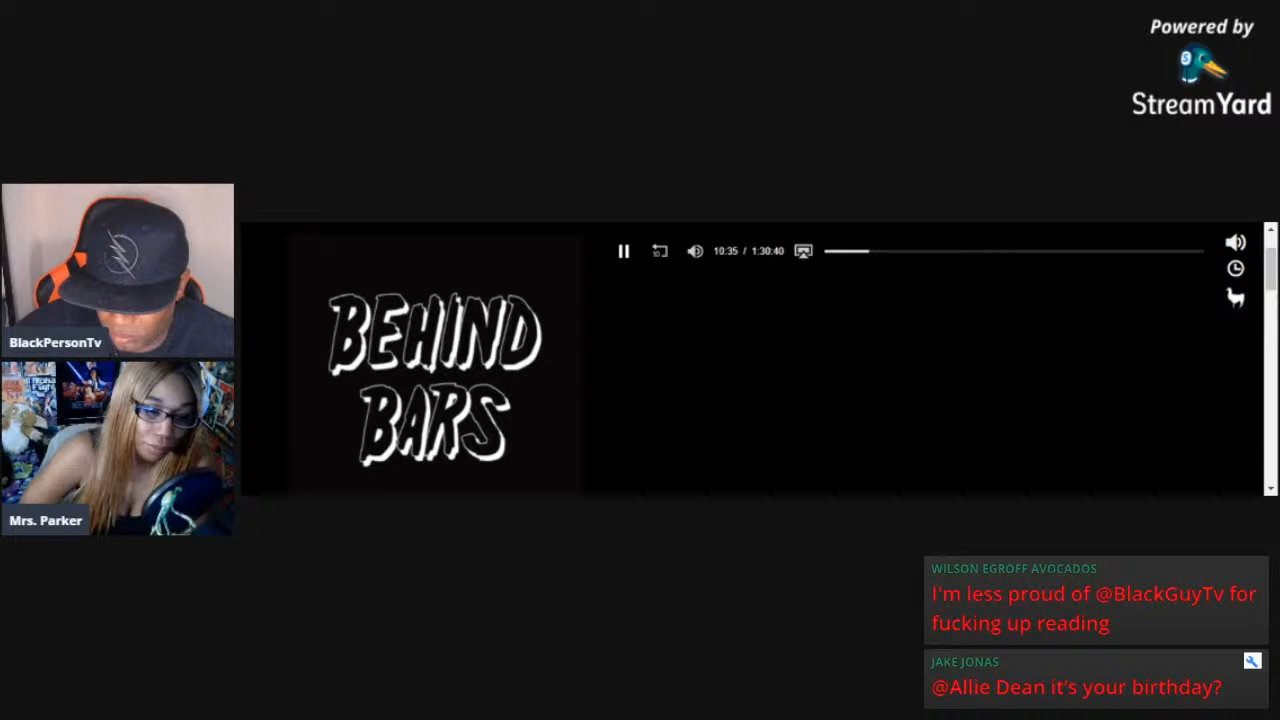 Powered by
StreamYard
BlackPersonTv
Mrs. Parker
10:35 / 1:30:40
BEHIND
BARS
WILSON EGROFF AVOCADOS
I'm less proud of @BlackGuyTv for
fucking up reading
JAKE JONAS
@Allie Dean it's your birthday?